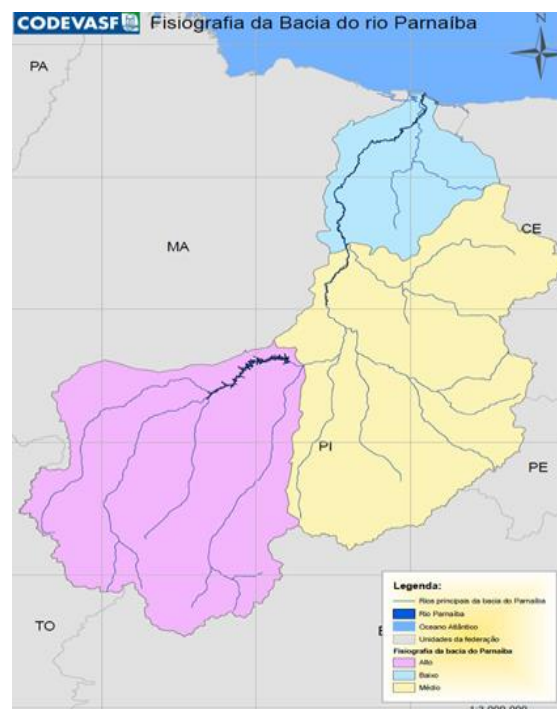 CODEVASF Fisiografia da Bacia do rio Parnaíba
N
PA
CE
MA
PI
PE
TO
Legenda:
Rios principais da bacia do Parnaíba
Rio Parnaíba
Oceano Atlântico
Unidades da federação
Fisiografia da bacia do Parnaíba
Alto
Baixo
Médio